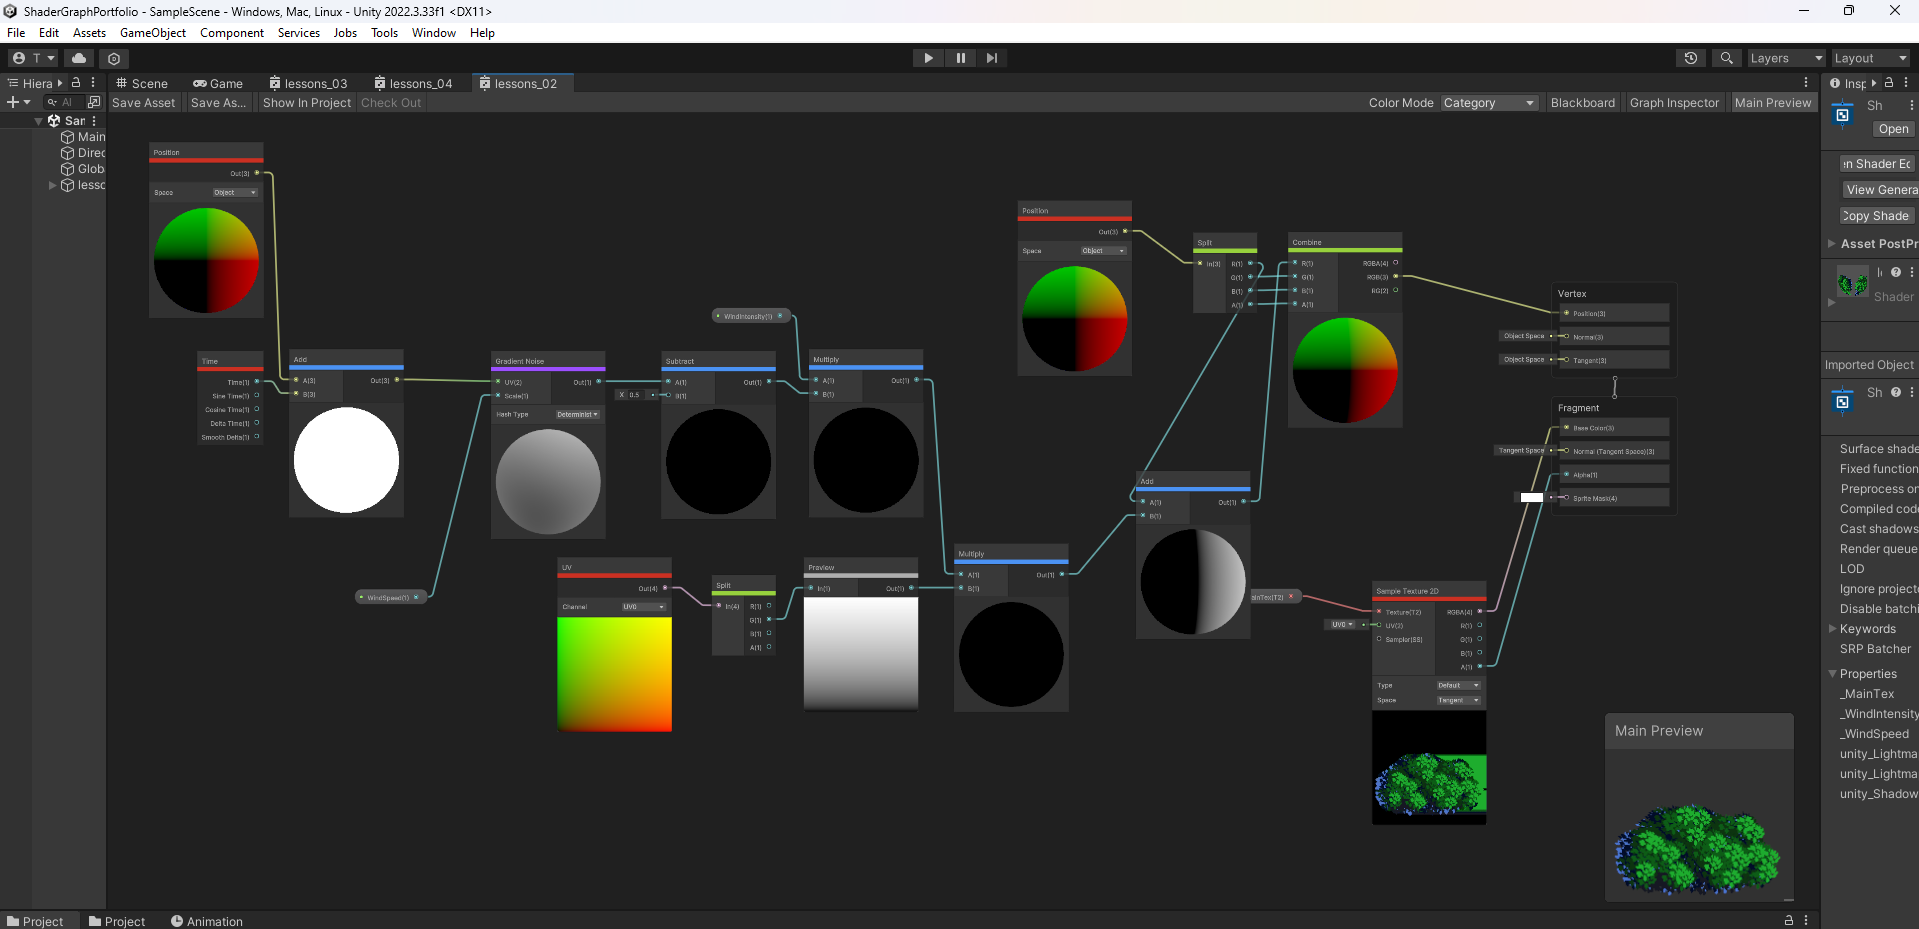 ShaderGraphPortfolio - SampleScene - Windows, Mac, Linux - Unity 2022.3.33f1 <DX11>
File Edit Assets GameObject Component Services Jobs Tools Window Help
T Layers Layout
Hiera Scene Game lessons_03 lessons_04 lessons_02 Insp
Al Save Asset Save As... Show In Project Check Out Color Mode Category Blackboard Graph Inspector Main Preview Sh
Open
San
Main
Direc
Globa
lesso
en Shader Ec
View Genera
Copy Shade
Asset PostPr
Shader
Imported Object
Sh
Surface shade
Fixed function
Preprocess on
Compiled code
Cast shadows
Render queue
LOD
Ignore projecto
Disable batchi
Keywords
SRP Batcher
Properties
_MainTex
_WindIntensity
_WindSpeed
unity_Lightma
unity_Lightma
unity_Shadow
Position
Out(3)
Space Object
Time
Time(1)
Sine Time(1)
Cosine Time(1)
Delta Time(1)
Smooth Delta(1)
Add
A(3) Out(3)
B(3)
WindSpeed(1)
Gradient Noise
UV(2) Out(1)
Scale(1)
Hash Type Determinist
X 0.5
Subtract
A(1) Out(1)
B(1)
WindIntensity(1)
Multiply
A(1) Out(1)
B(1)
UV
Out(4)
Channel UV0
Split
In(4) R(1)
G(1)
B(1)
A(1)
Preview
In(1) Out(1)
Multiply
A(1) Out(1)
B(1)
Position
Out(3)
Space Object
Split
In(3) R(1)
G(1)
B(1)
A(1)
Combine
R(1) RGBA(4)
G(1) RGB(3)
B(1) RG(2)
A(1)
Add
A(1) Out(1)
B(1)
ainTex(T2)
UV0
Sample Texture 2D
Texture(T2) RGBA(4)
UV(2) R(1)
Sampler(SS) G(1)
B(1)
A(1)
Type Default
Space Tangent
Vertex
Position(3)
Object Space Normal(3)
Object Space Tangent(3)
Fragment
Base Color(3)
Tangent Space Normal (Tangent Space)(3)
Alpha(1)
Sprite Mask(4)
Main Preview
Project Project Animation